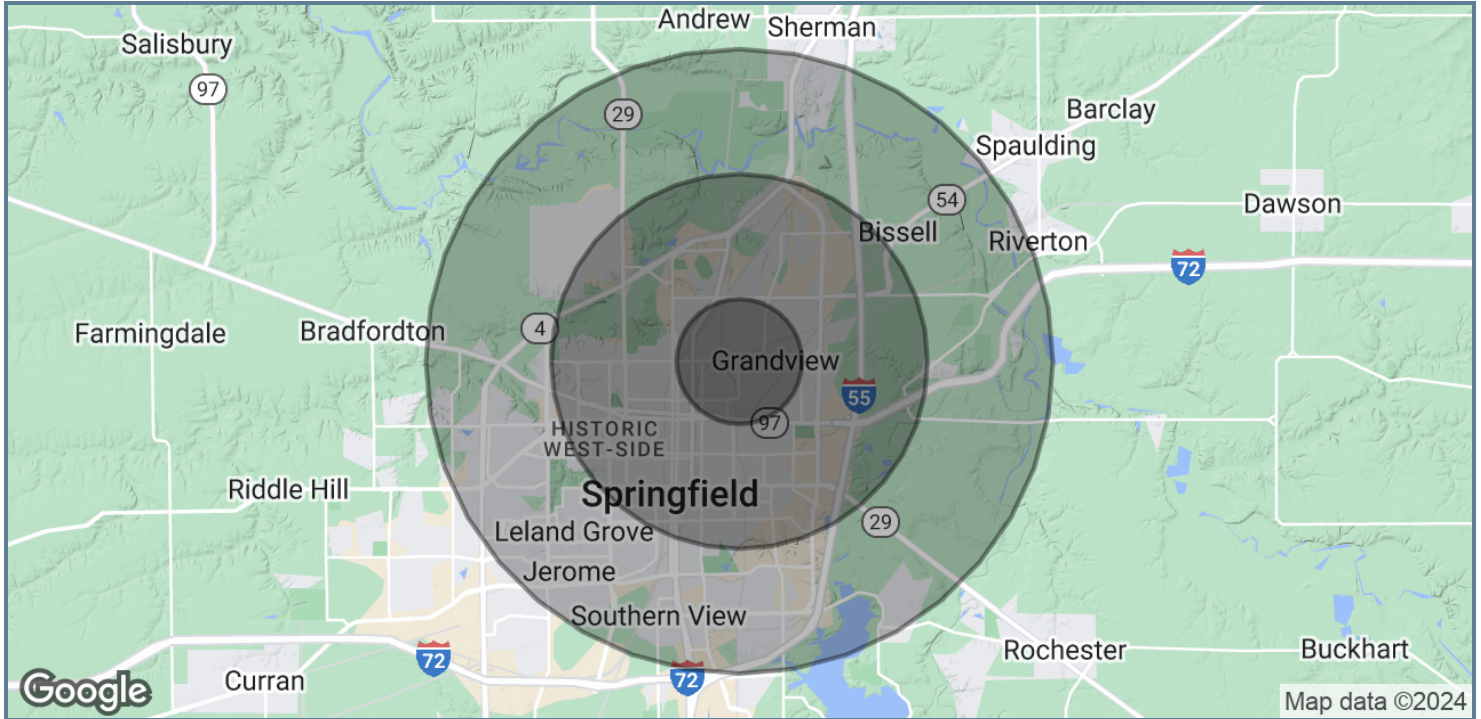 Andrew
Sherman
Salisbury
97
29
Barclay
Spaulding
54
Dawson
Bissell
Riverton
72
4
Farmingdale
Bradfordton
Grandview
55
97
HISTORIC
WEST-SIDE
Riddle Hill
Springfield
29
Leland Grove
Jerome
Southern View
Rochester
Buckhart
72
72
Curran
Google
Map data ©2024